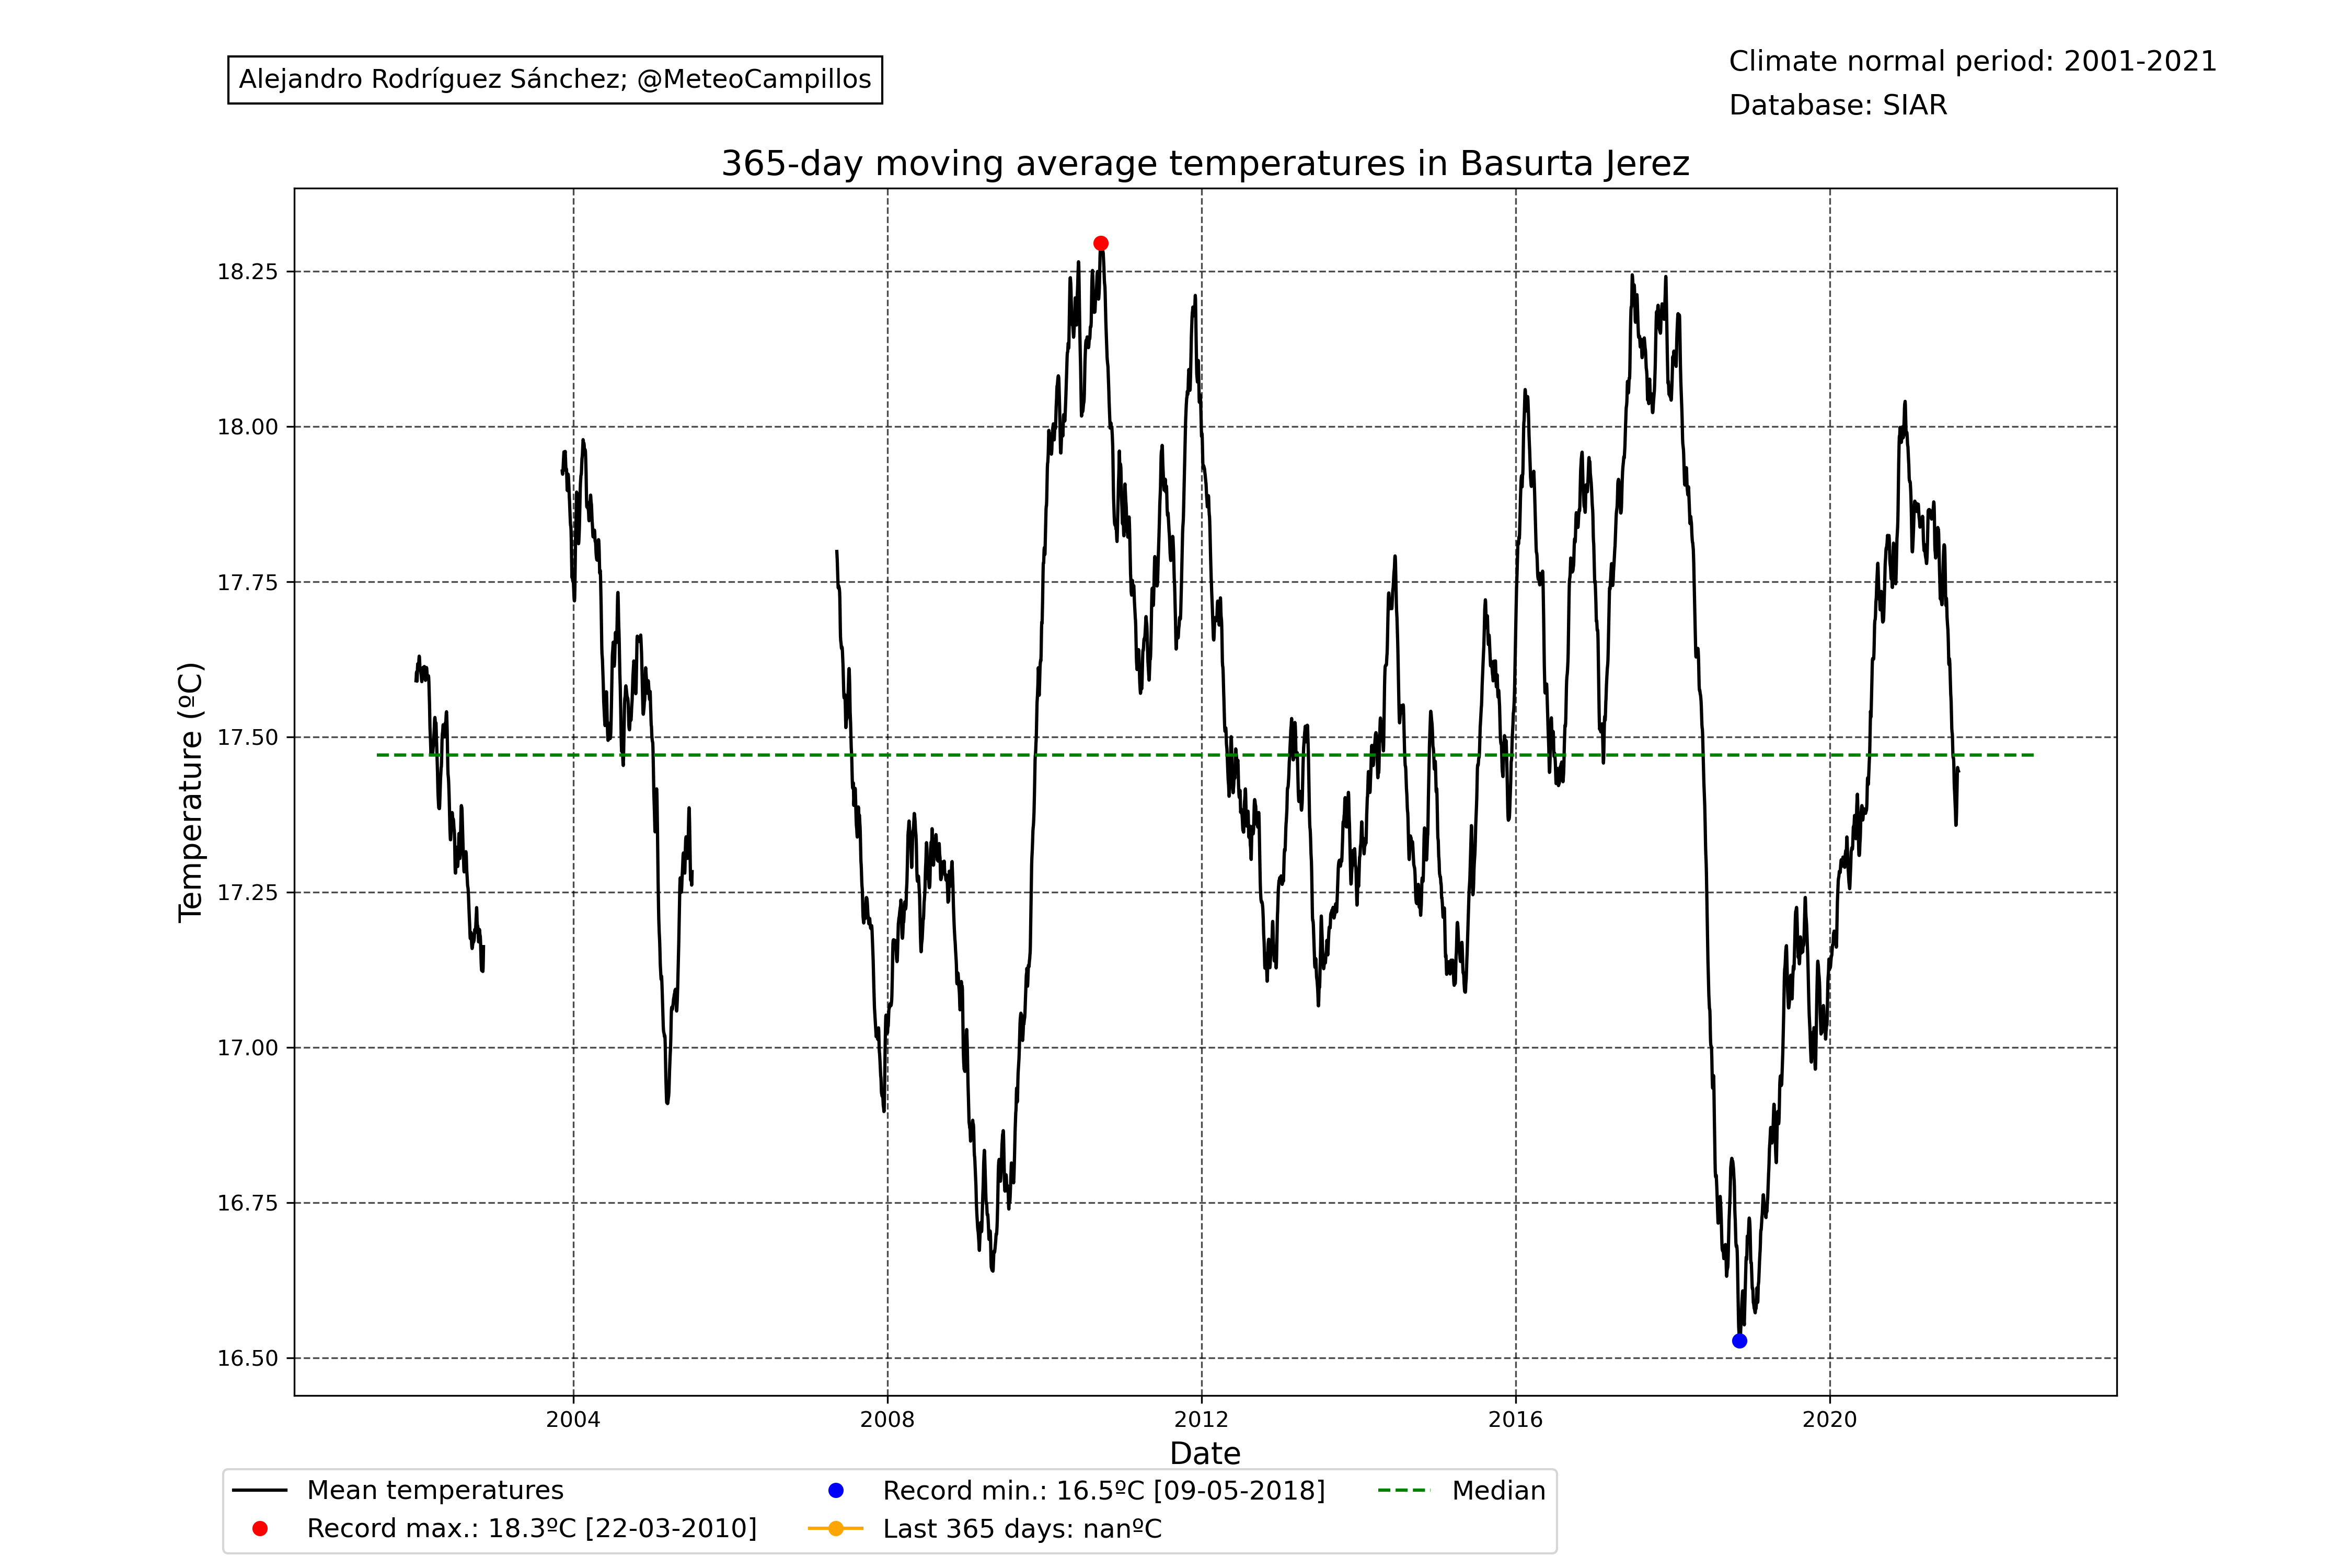 Alejandro Rodríguez Sánchez; @MeteoCampillos
Climate normal period: 2001-2021
Database: SIAR
365-day moving average temperatures in Basurta Jerez
Temperature (ºC)
18.25
18.00
17.75
17.50
17.25
17.00
16.75
16.50
2004
2008
2012
2016
2020
Date
Mean temperatures
Record max.: 18.3ºC [22-03-2010]
Record min.: 16.5ºC [09-05-2018]
Last 365 days: nanºC
Median